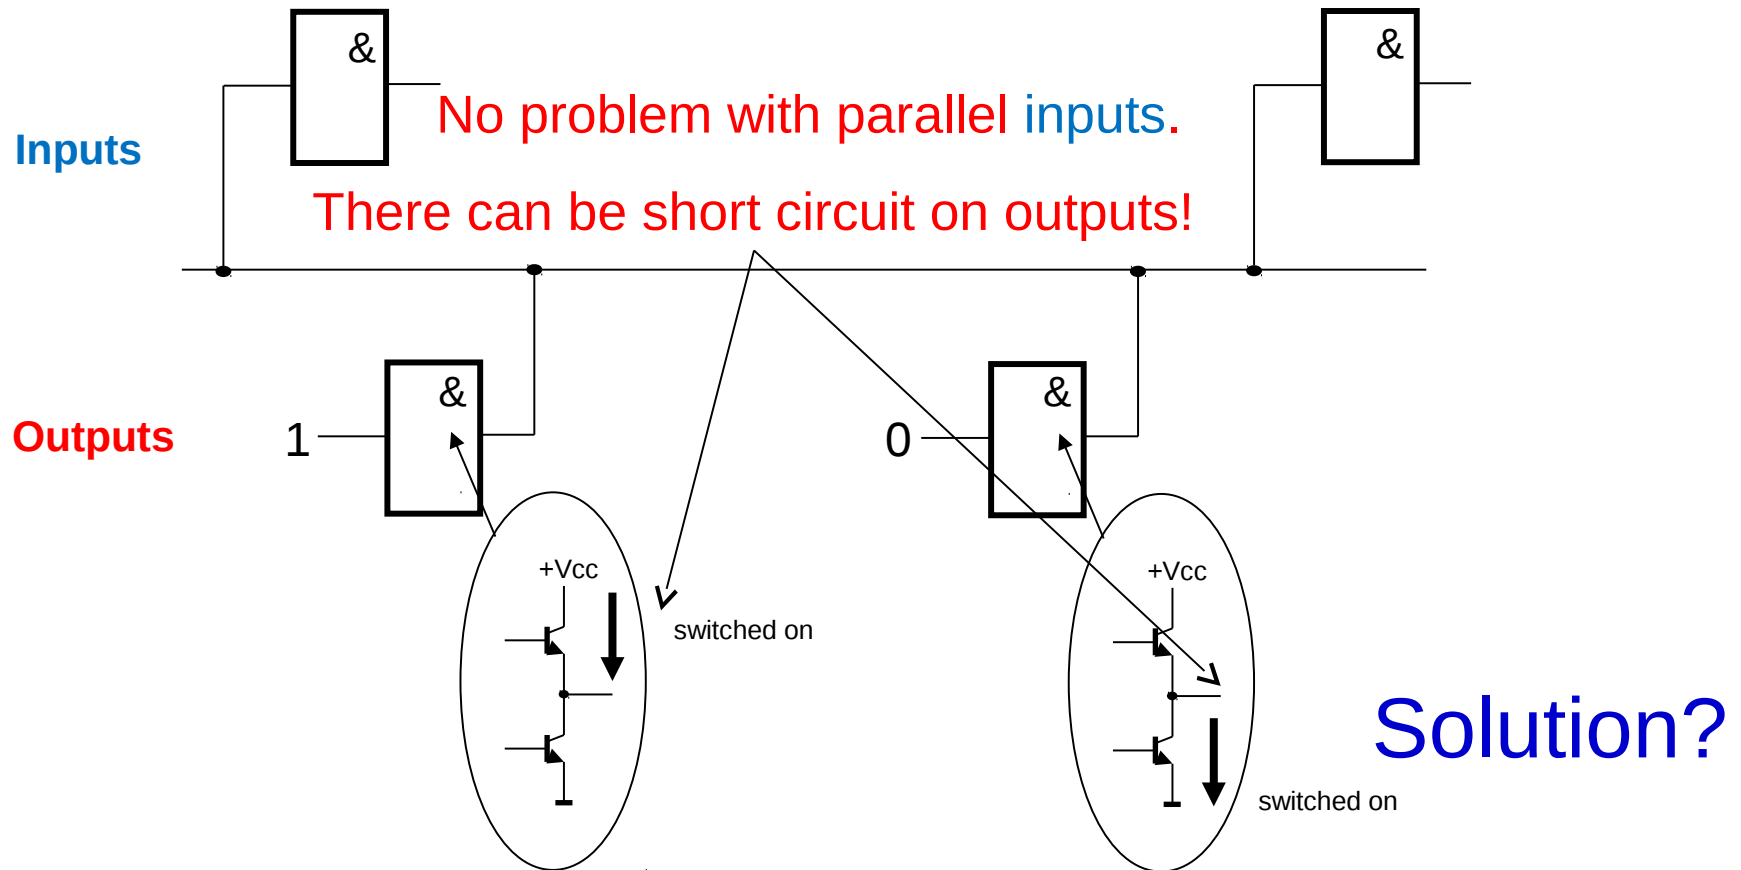 &
&
No problem with parallel inputs.
Inputs
There can be short circuit on outputs!
&
&
Outputs
1
0
+Vcc
+Vcc
switched on
Solution?
switched on